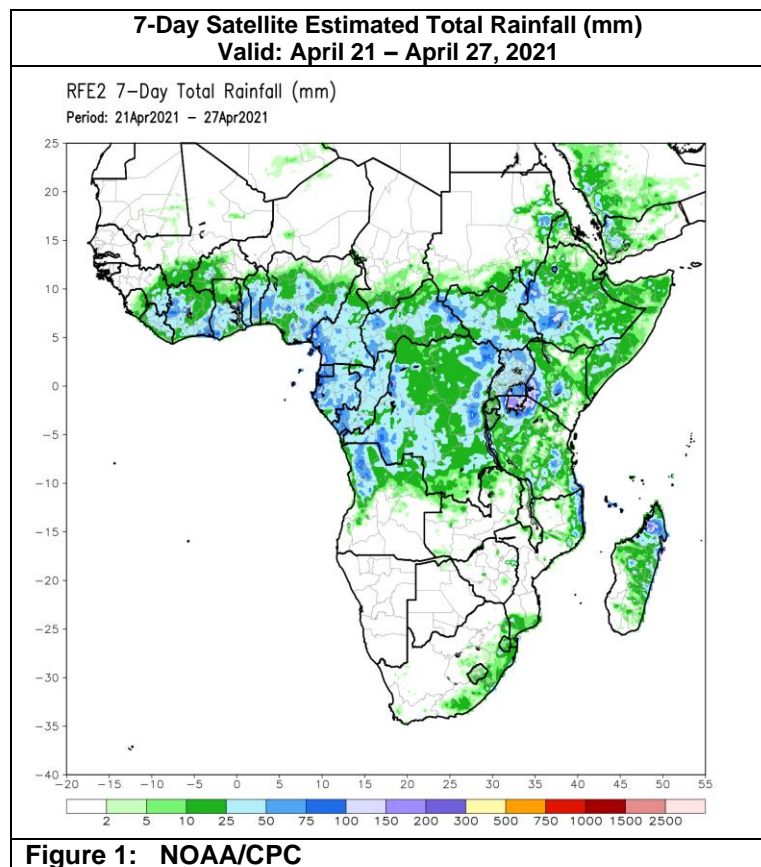 7-Day Satellite Estimated Total Rainfall (mm)
Valid: April 21 – April 27, 2021
RFE2 7-Day Total Rainfall (mm)
Period: 21Apr2021 – 27Apr2021
25
20
15
10
5
0
−5
−10
−15
−20
−25
−30
−35
−40
−20 −15 −10 −5 0 5 10 15 20 25 30 35 40 45 50 55
2 5 10 25 50 75 100 150 200 300 500 750 1000 1500 2500
Figure 1: NOAA/CPC